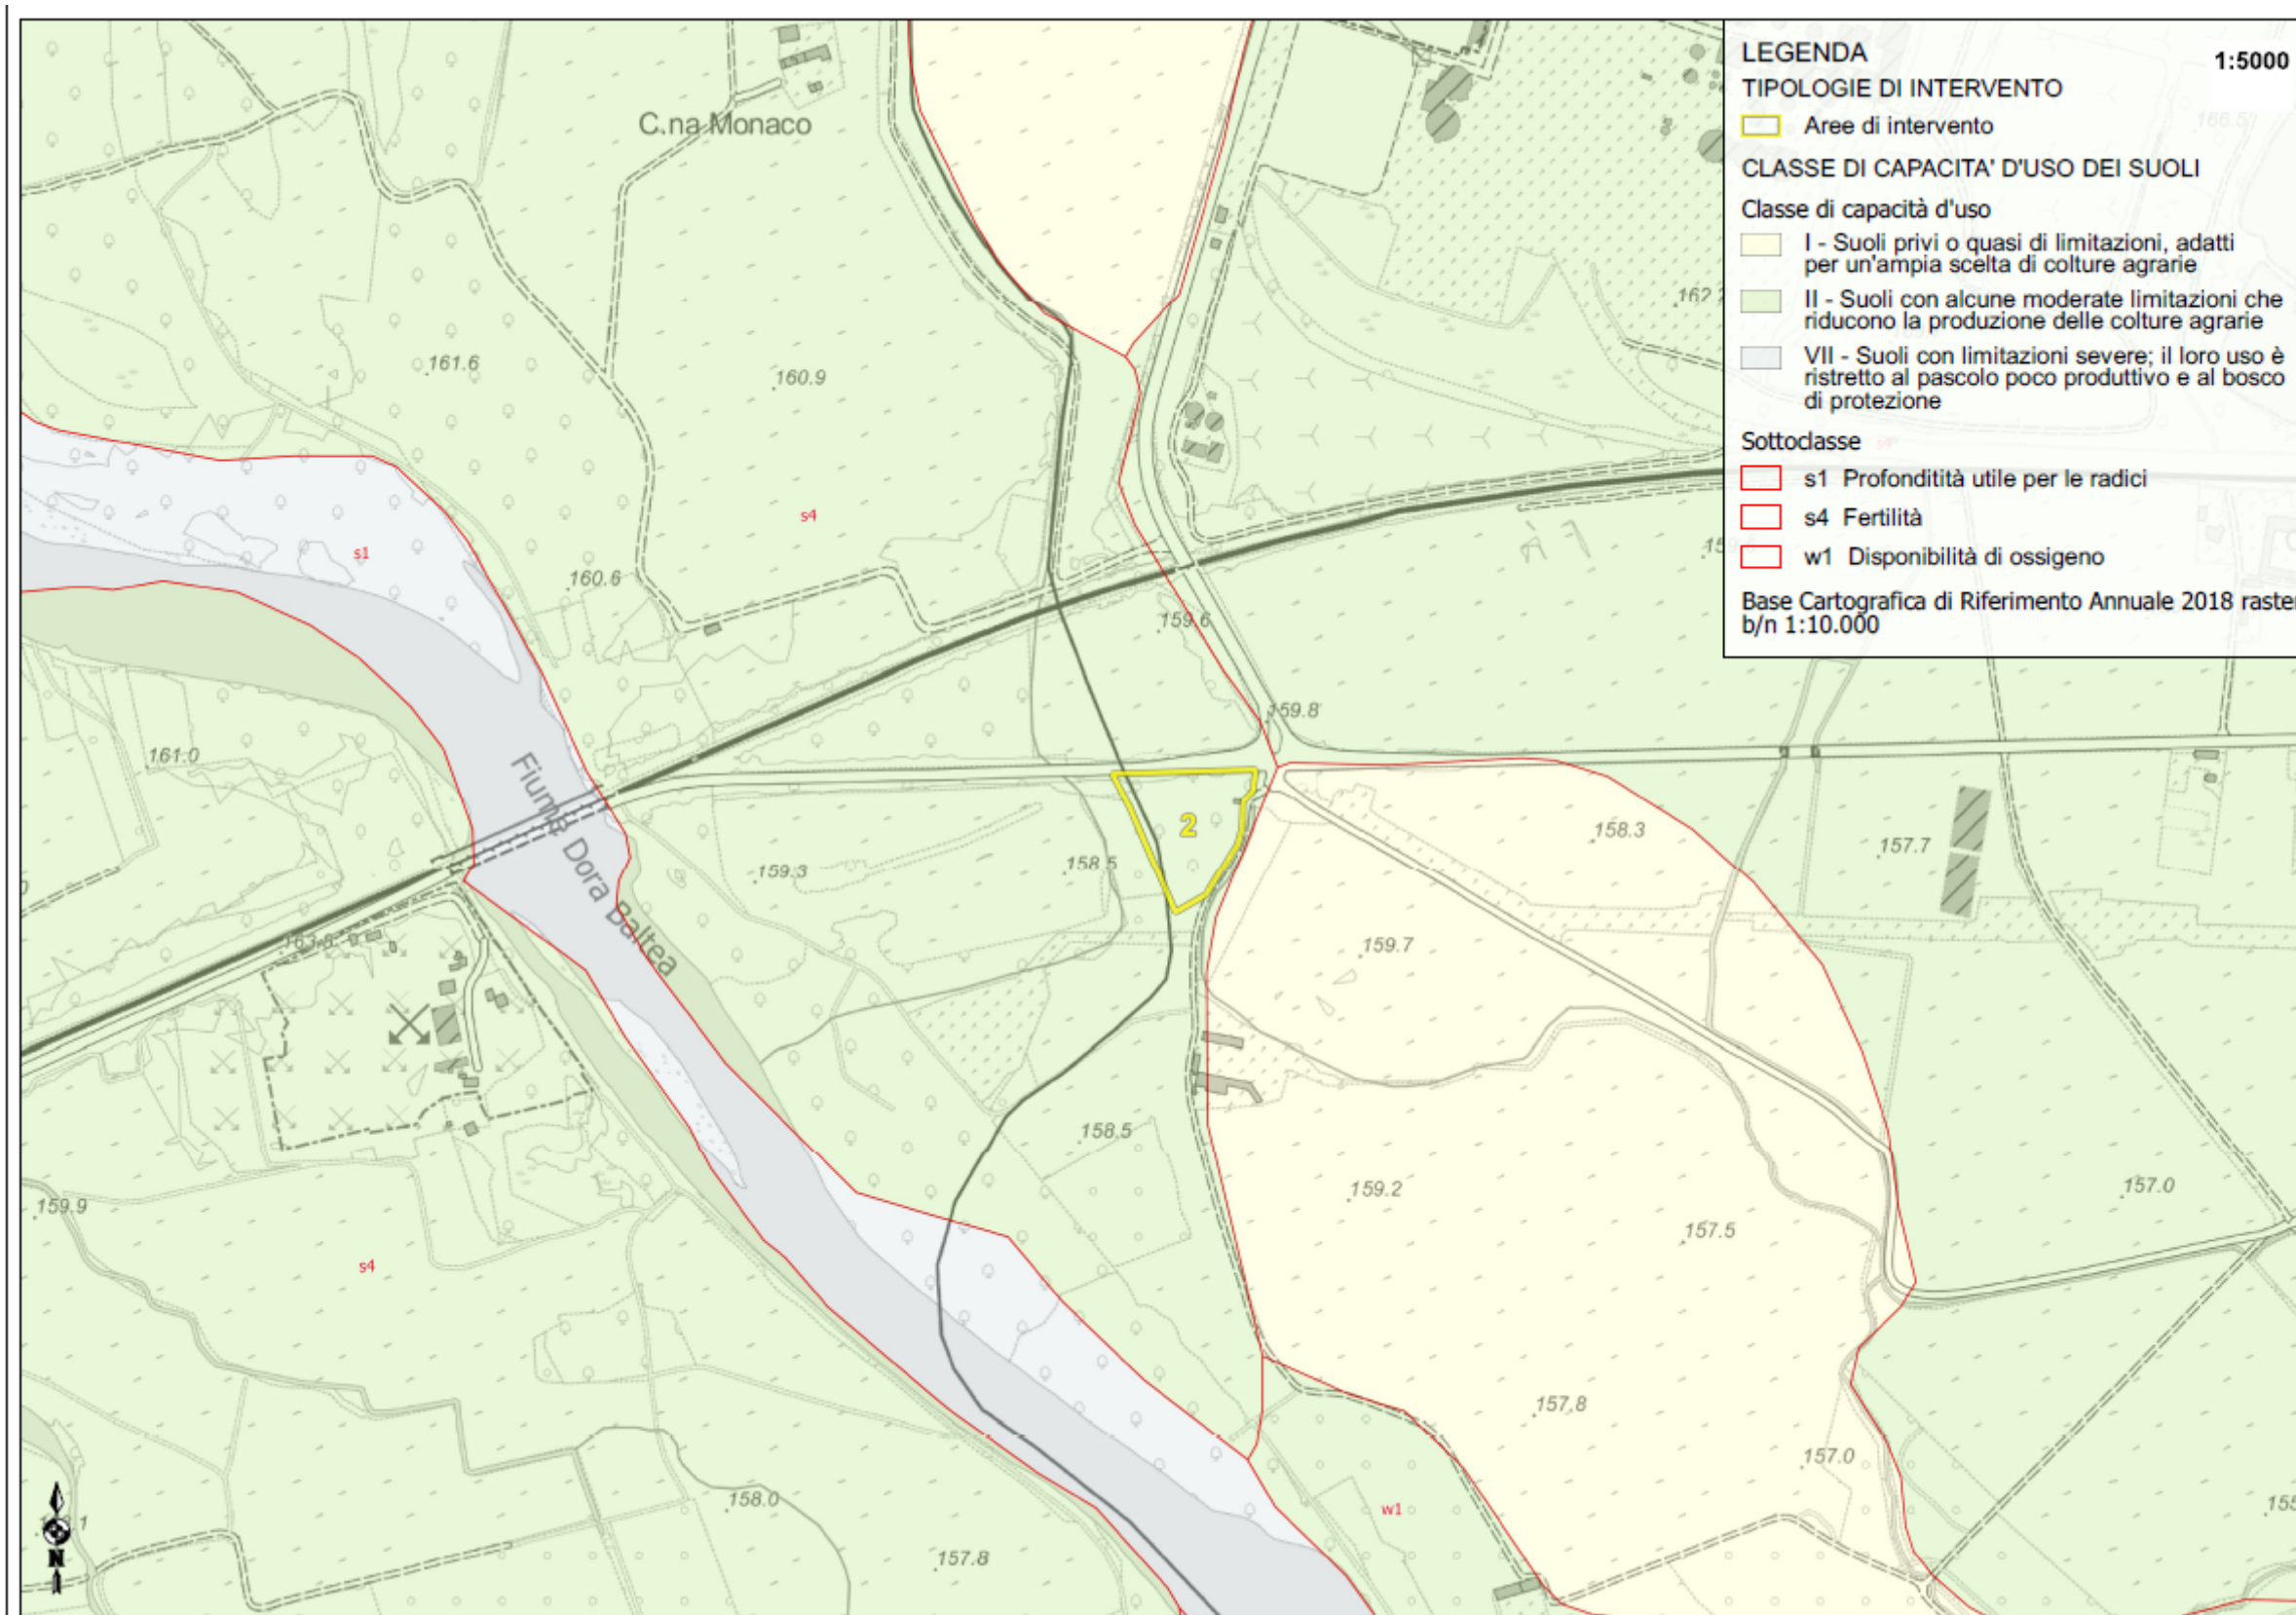 LEGENDA
1:5000
TIPOLOGIE DI INTERVENTO
Aree di intervento
CLASSE DI CAPACITA' D'USO DEI SUOLI
Classe di capacità d'uso
I - Suoli privi o quasi di limitazioni, adatti
per un'ampia scelta di colture agrarie
II - Suoli con alcune moderate limitazioni che
riducono la produzione delle colture agrarie
VII - Suoli con limitazioni severe; il loro uso è
ristretto al pascolo poco produttivo e al bosco
di protezione
Sottoclasse
s1 Profonditità utile per le radici
s4 Fertilità
w1 Disponibilità di ossigeno
Base Cartografica di Riferimento Annuale 2018 raster
b/n 1:10.000
C.na Monaco
166.5
161.6
160.9
s4
s4
s1
160.6
159.6
159.8
161.0
Fiume Dora Baltea
2
158.3
157.7
159.3
158.5
163.8
159.7
158.5
159.9
159.2
157.0
157.5
s4
157.8
157.0
158.0
w1
157.8
N